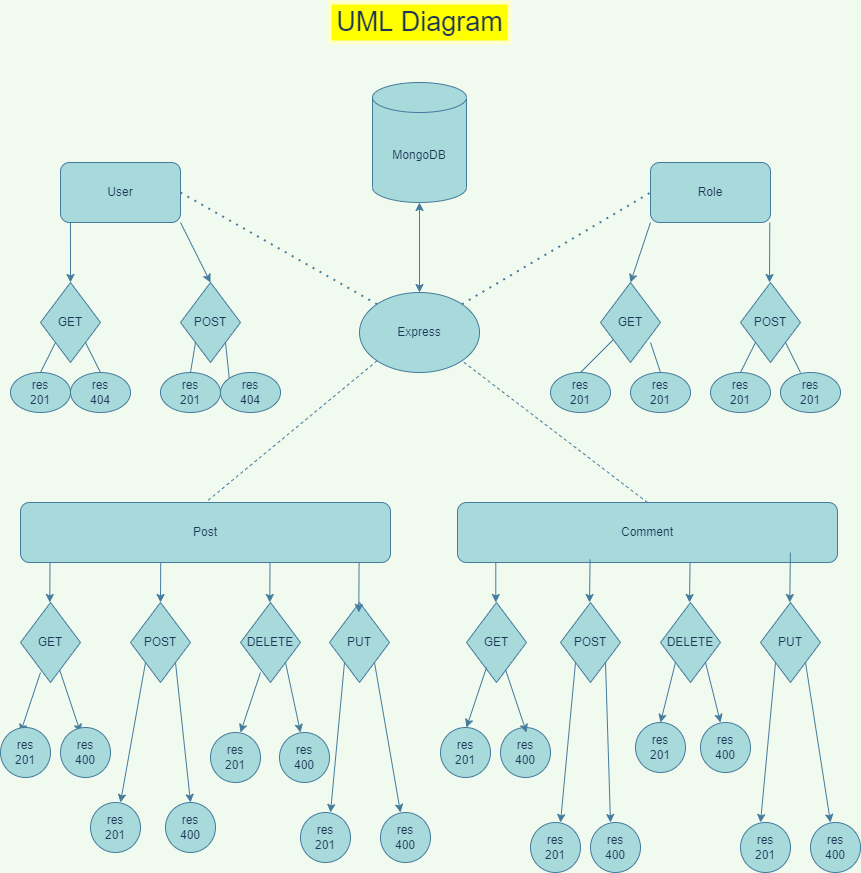 UML Diagram
MongoDB
User
Role
Express
GET
POST
GET
POST
res
201
res
404
res
201
res
404
res
201
res
201
res
201
res
201
Post
Comment
GET
POST
DELETE
PUT
GET
POST
DELETE
PUT
res
201
res
400
res
201
res
400
res
201
res
400
res
201
res
400
res
201
res
400
res
201
res
400
res
201
res
400
res
201
res
400